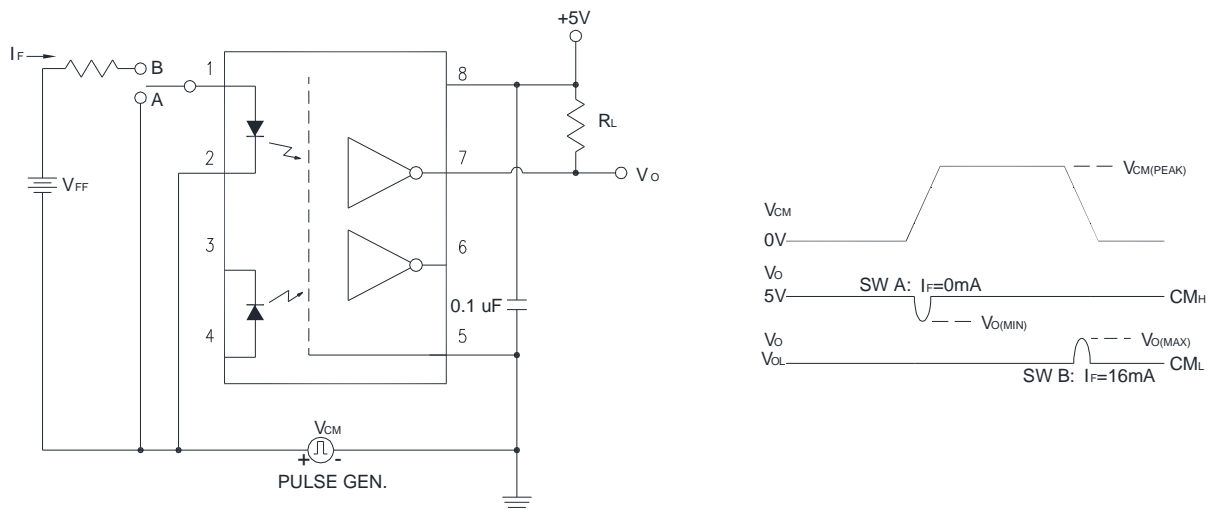 +5V
IF
B
A
1
8
RL
2
7
VO
VFF
3
6
0.1 uF
4
5
VCM
+ -
PULSE GEN.
VCM(PEAK)
VCM
0V
VO
SW A: IF=0mA
5V
CMH
VO(MIN)
VO
VO(MAX)
VOL
CML
SW B: IF=16mA